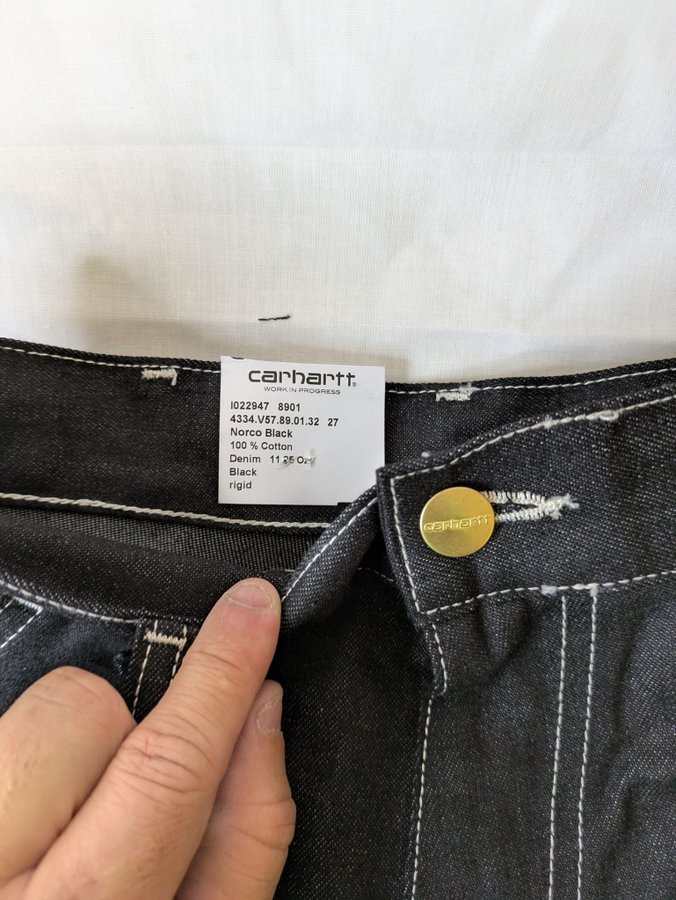 carhartt
WORK IN PROGRESS
I022947 8901
4334.V57.89.01.32 27
Norco Black
100 % Cotton
Denim 11.25 Oz.
Black
rigid
carhartt